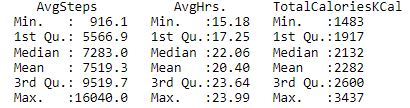 AvgSteps AvgHrs. TotalCaloriesKCal
Min. : 916.1 Min. :15.18 Min. :1483
1st Qu.: 5566.9 1st Qu.:17.25 1st Qu.:1917
Median : 7283.0 Median :22.06 Median :2132
Mean : 7519.3 Mean :20.40 Mean :2282
3rd Qu.: 9519.7 3rd Qu.:23.64 3rd Qu.:2600
Max. :16040.0 Max. :23.99 Max. :3437